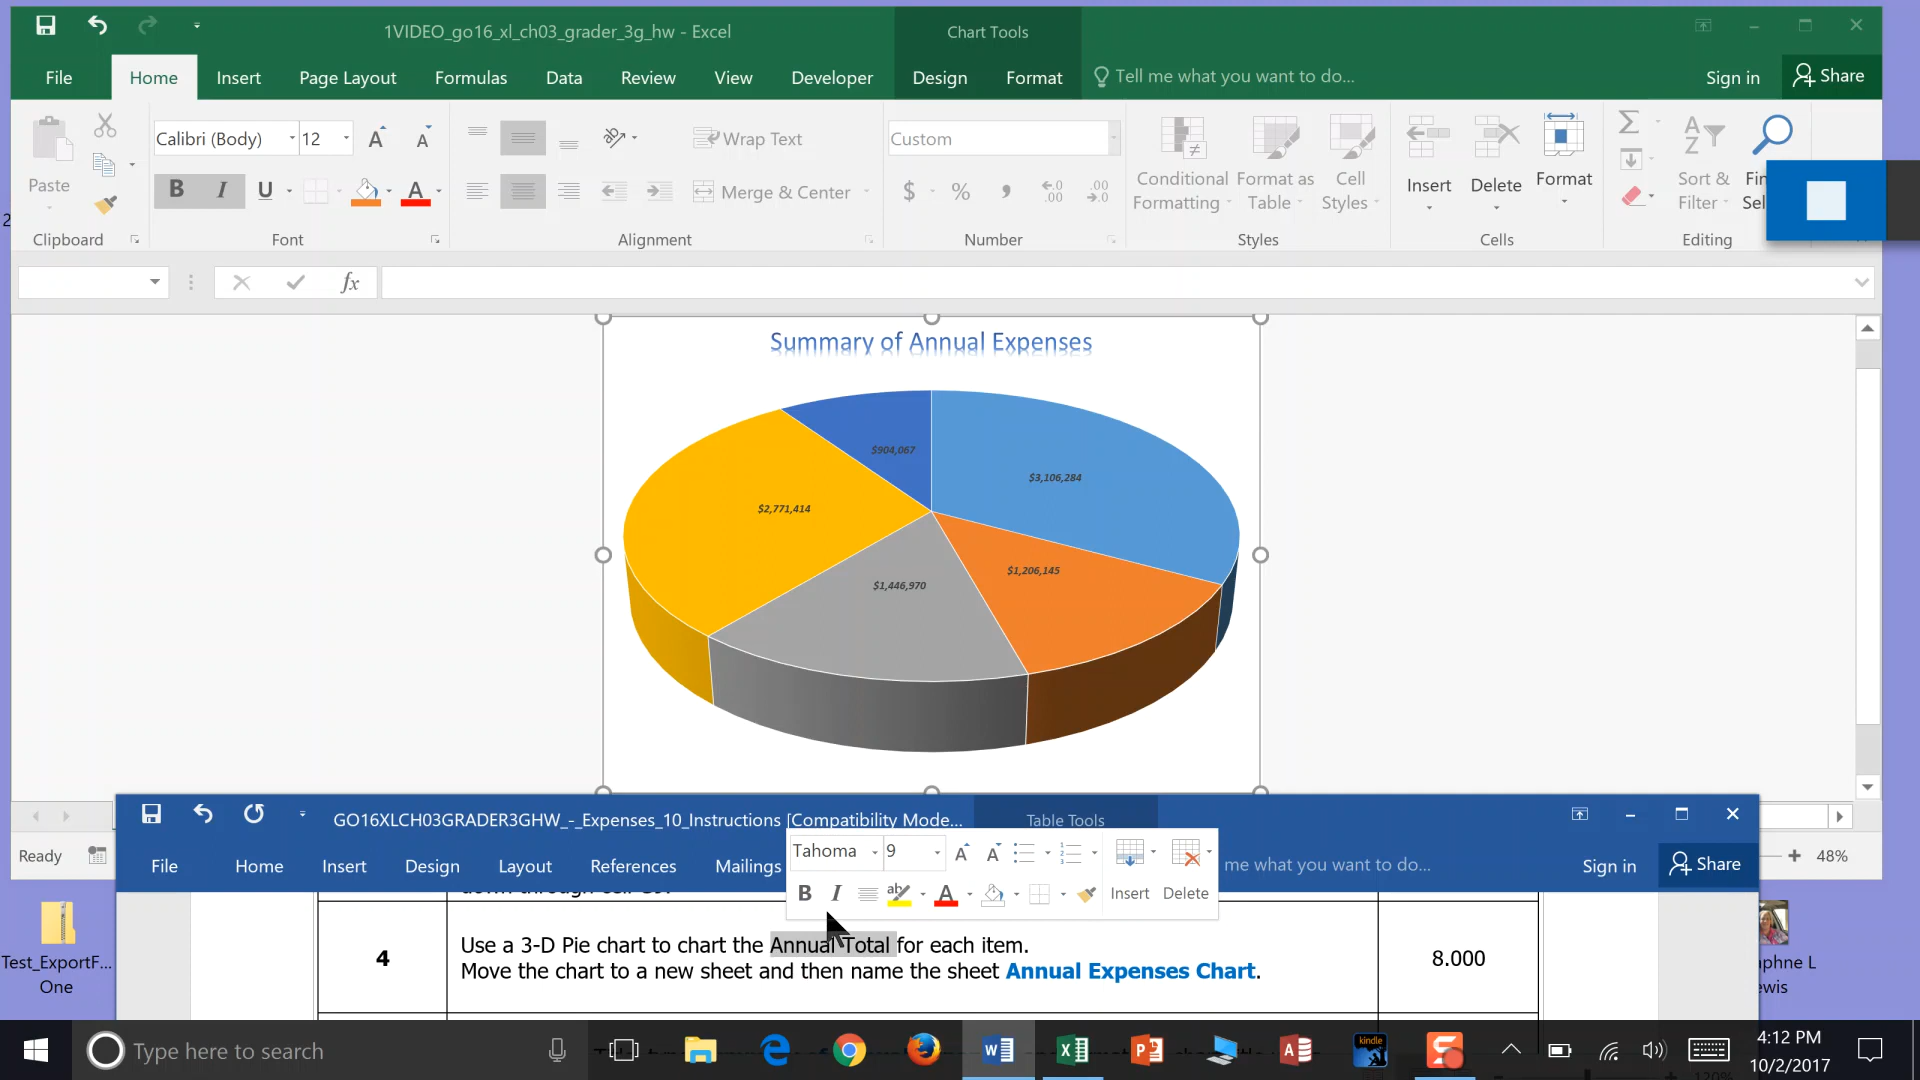 1VIDEO_go16_xl_ch03_grader_3g_hw - Excel
Chart Tools
File
Home
Insert
Page Layout
Formulas
Data
Review
View
Developer
Design
Format
Tell me what you want to do...
Sign in
Share
Paste
Calibri (Body)
12
Wrap Text
Merge & Center
Custom
Conditional Formatting
Format as Table
Cell Styles
Insert
Delete
Format
Sort & Filter
Clipboard
Font
Alignment
Number
Styles
Cells
Editing
Summary of Annual Expenses
$904,067
$3,106,284
$2,771,414
$1,206,145
$1,446,970
Ready
48%
GO16XLCH03GRADER3GHW_-_Expenses_10_Instructions [Compatibility Mode...
Table Tools
File
Home
Insert
Design
Layout
References
Mailings
me what you want to do...
Sign in
Share
Tahoma
9
Insert
Delete
4
Use a 3-D Pie chart to chart the Annual Total for each item.
Move the chart to a new sheet and then name the sheet Annual Expenses Chart.
8.000
Test_ExportF...
One
Type here to search
kindle
4:12 PM
10/2/2017